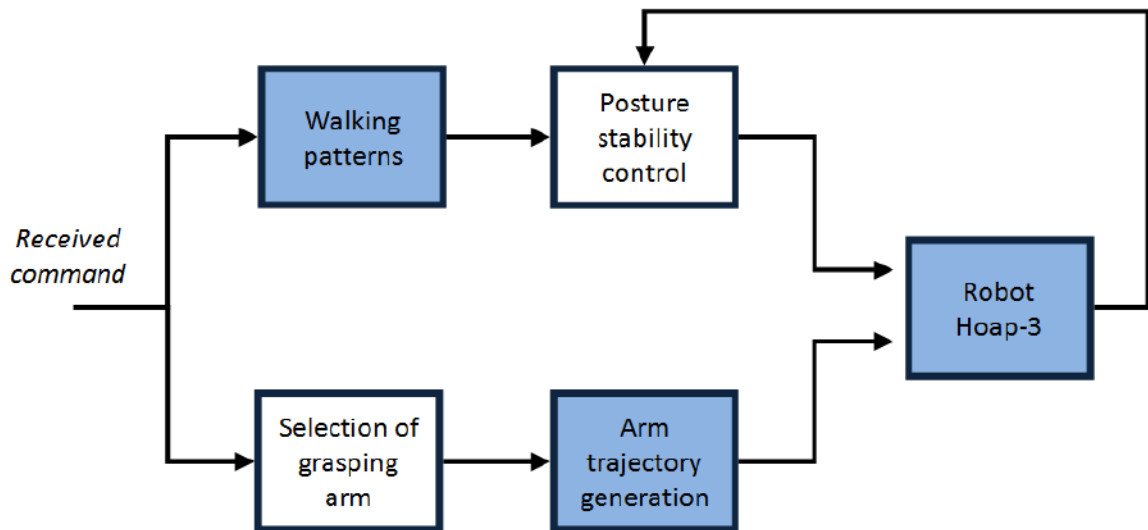 Walking
patterns
Posture
stability
control
Received
command
Robot
Hoap-3
Selection of
grasping
arm
Arm
trajectory
generation